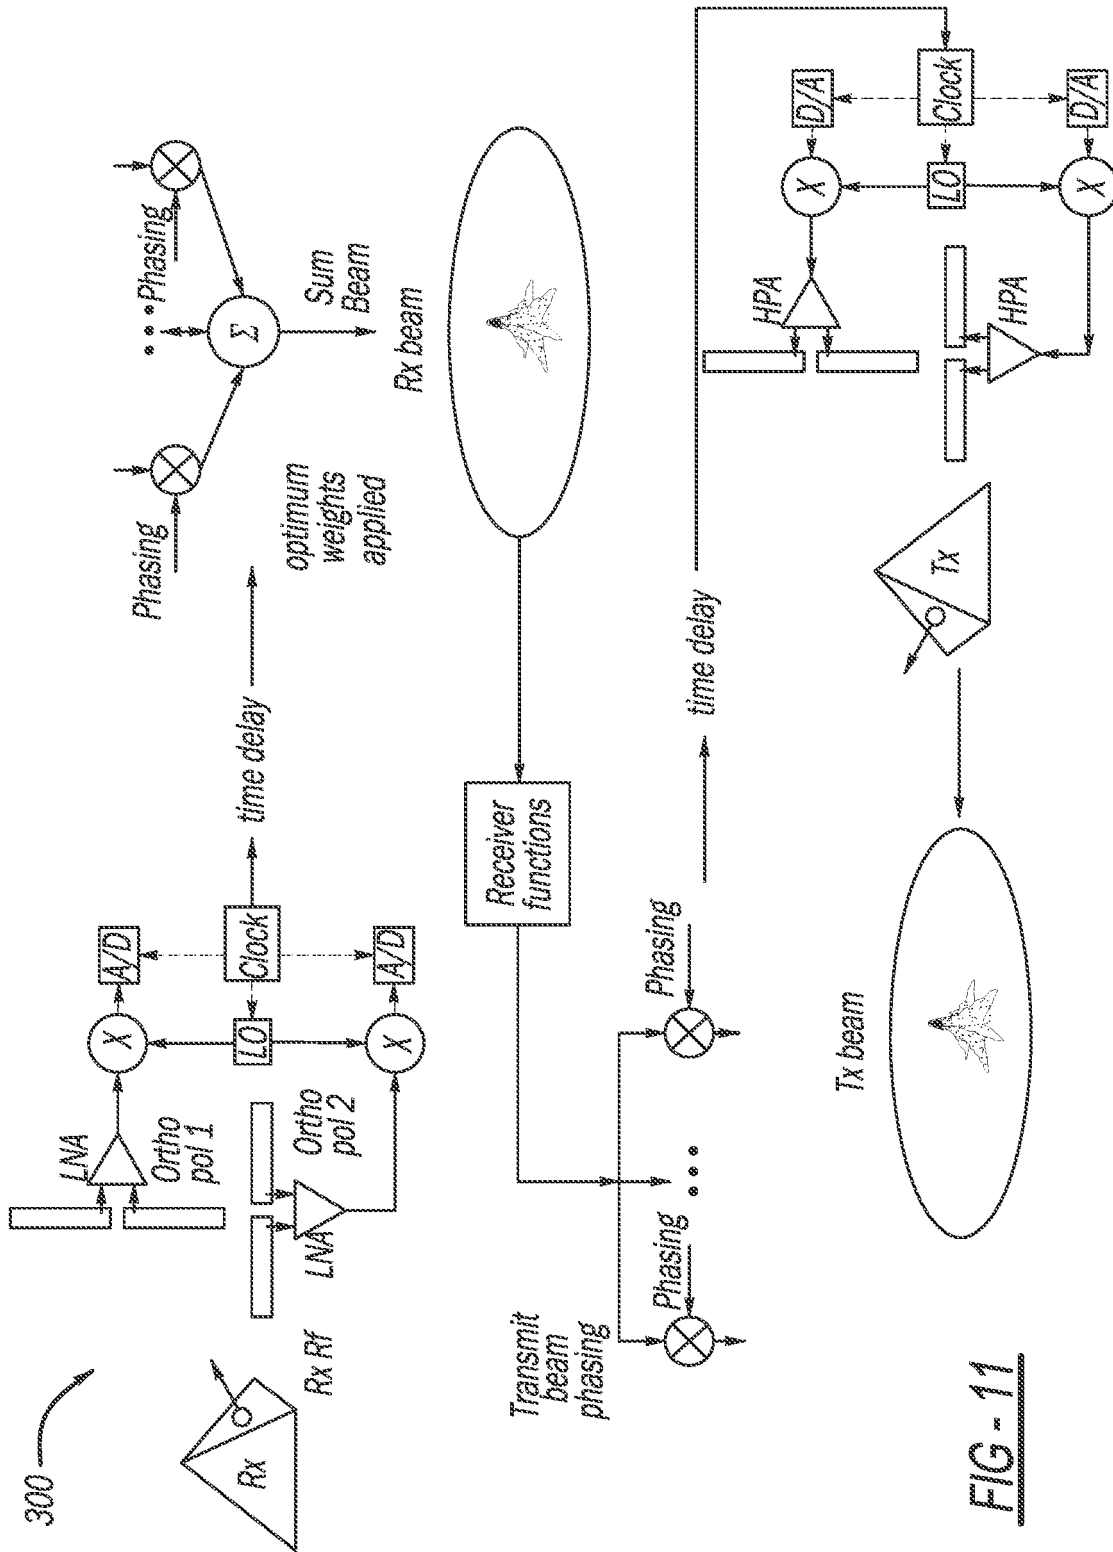 300
Rx
Rx Rf
LNA
Ortho
pol 1
LNA
Ortho
pol 2
X
LO
X
A/D
Clock
A/D
time delay
Phasing
Phasing
Σ
optimum
weights
applied
Sum
Beam
Rx beam
Receiver
functions
Transmit
beam
phasing
Phasing
Phasing
time delay
Tx beam
Tx
HPA
HPA
X
LO
X
D/A
Clock
D/A
FIG - 11